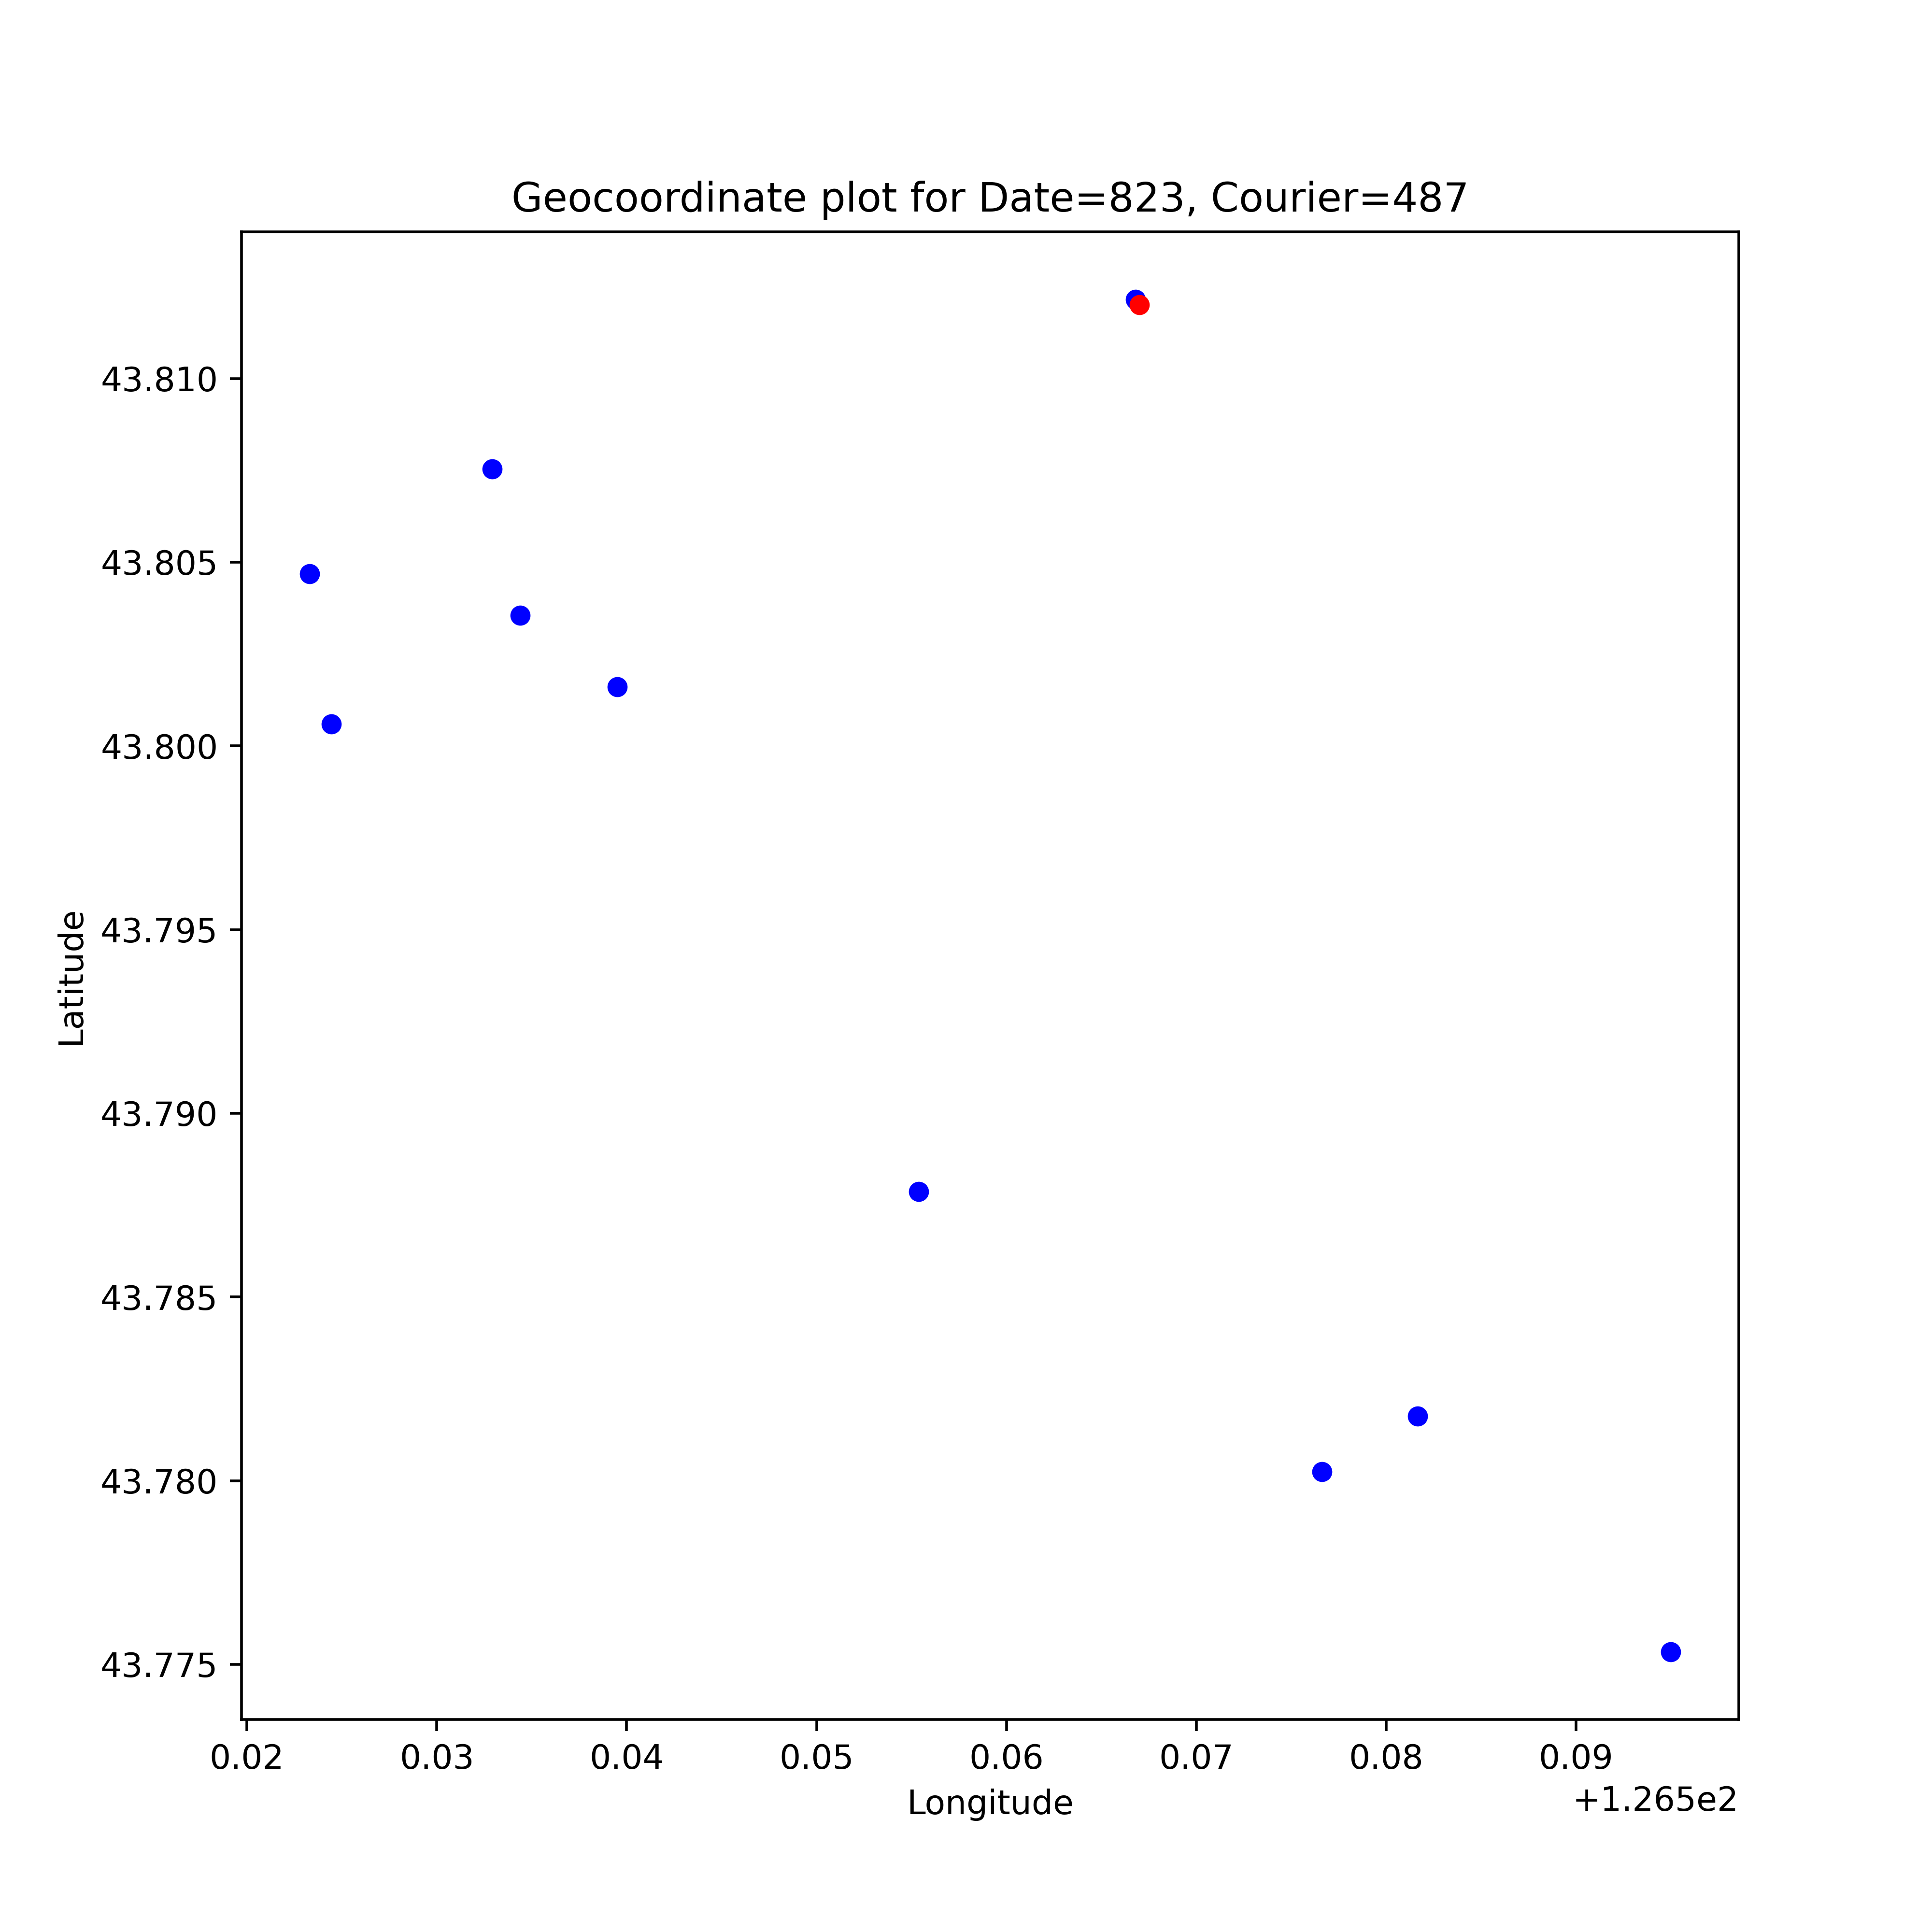 Geocoordinate plot for Date=823, Courier=487
43.810
43.805
43.800
43.795
43.790
43.785
43.780
43.775
Latitude
0.02 0.03 0.04 0.05 0.06 0.07 0.08 0.09
Longitude
+1.265e2